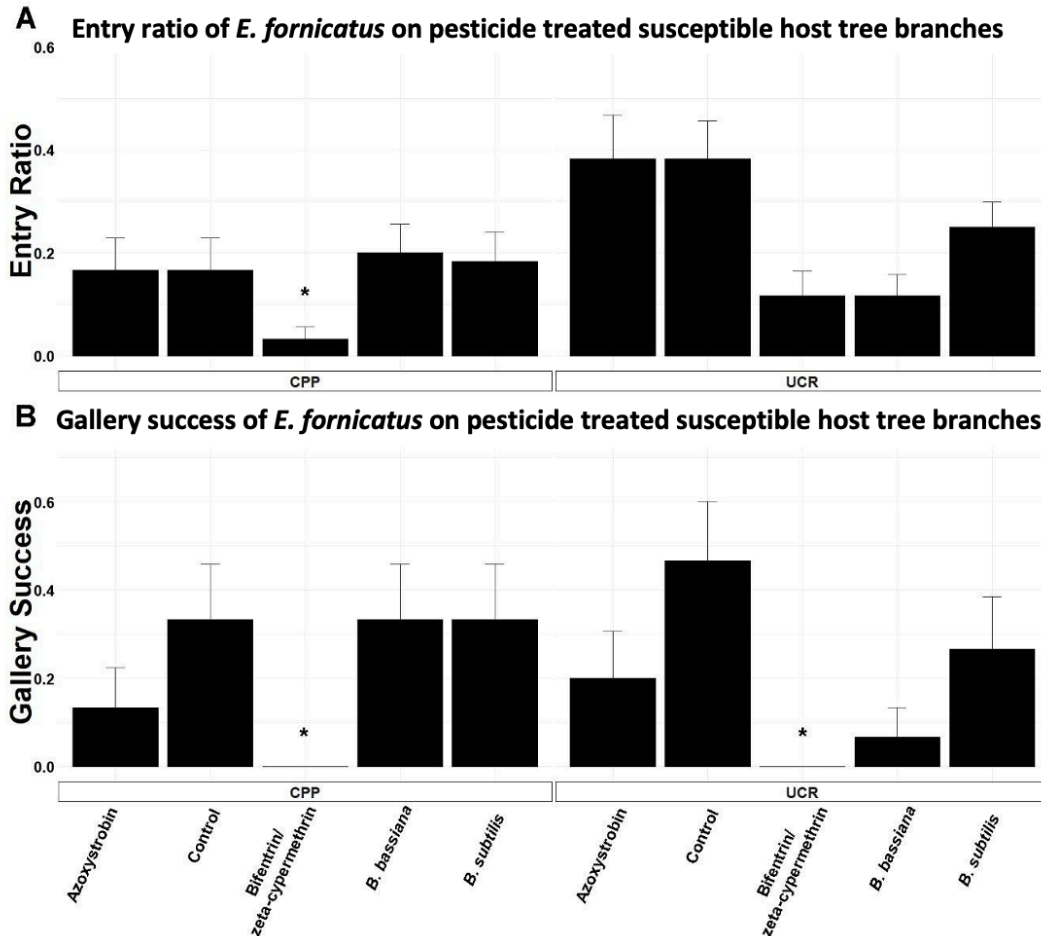 A Entry ratio of E. fornicatus on pesticide treated susceptible host tree branches
0.6
0.4
0.2
0.0
Entry Ratio
*
CPP
UCR
B Gallery success of E. fornicatus on pesticide treated susceptible host tree branches
0.6
0.4
0.2
0.0
Gallery Success
*
*
CPP
UCR
Azoxystrobin
Control
Bifentrin/
zeta-cypermethrin
B. bassiana
B. subtilis
Azoxystrobin
Control
Bifentrin/
zeta-cypermethrin
B. bassiana
B. subtilis